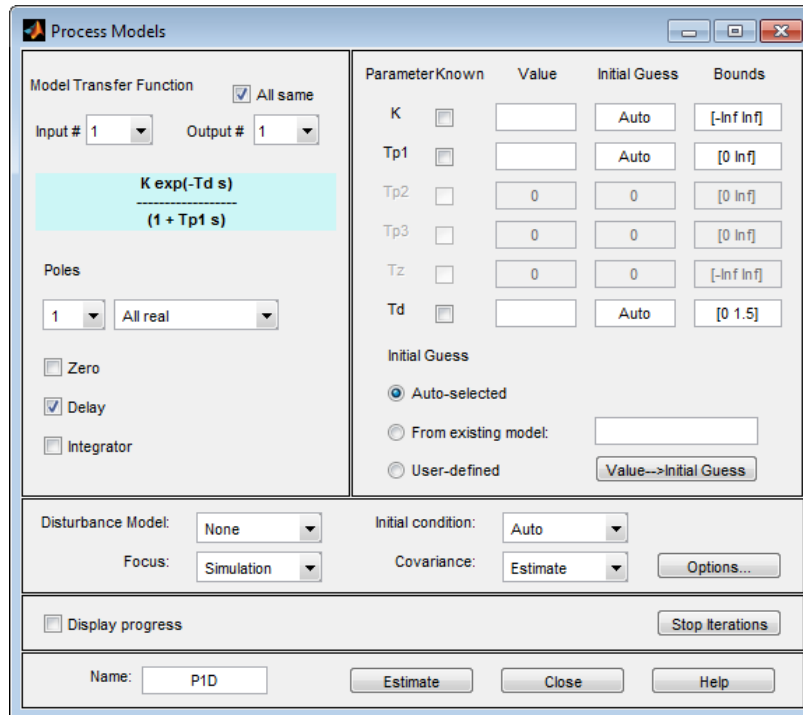 Process Models
Model Transfer Function
All same
Input # 1 Output # 1
K exp(-Td s)
------------------
(1 + Tp1 s)
Poles
1 All real
Zero
Delay
Integrator
Parameter Known Value Initial Guess Bounds
K Auto [-Inf Inf]
Tp1 Auto [0 Inf]
Tp2 0 0 [0 Inf]
Tp3 0 0 [0 Inf]
Tz 0 0 [-Inf Inf]
Td Auto [0 1.5]
Initial Guess
Auto-selected
From existing model:
User-defined Value-->Initial Guess
Disturbance Model: None Initial condition: Auto
Focus: Simulation Covariance: Estimate Options...
Display progress Stop Iterations
Name: P1D Estimate Close Help